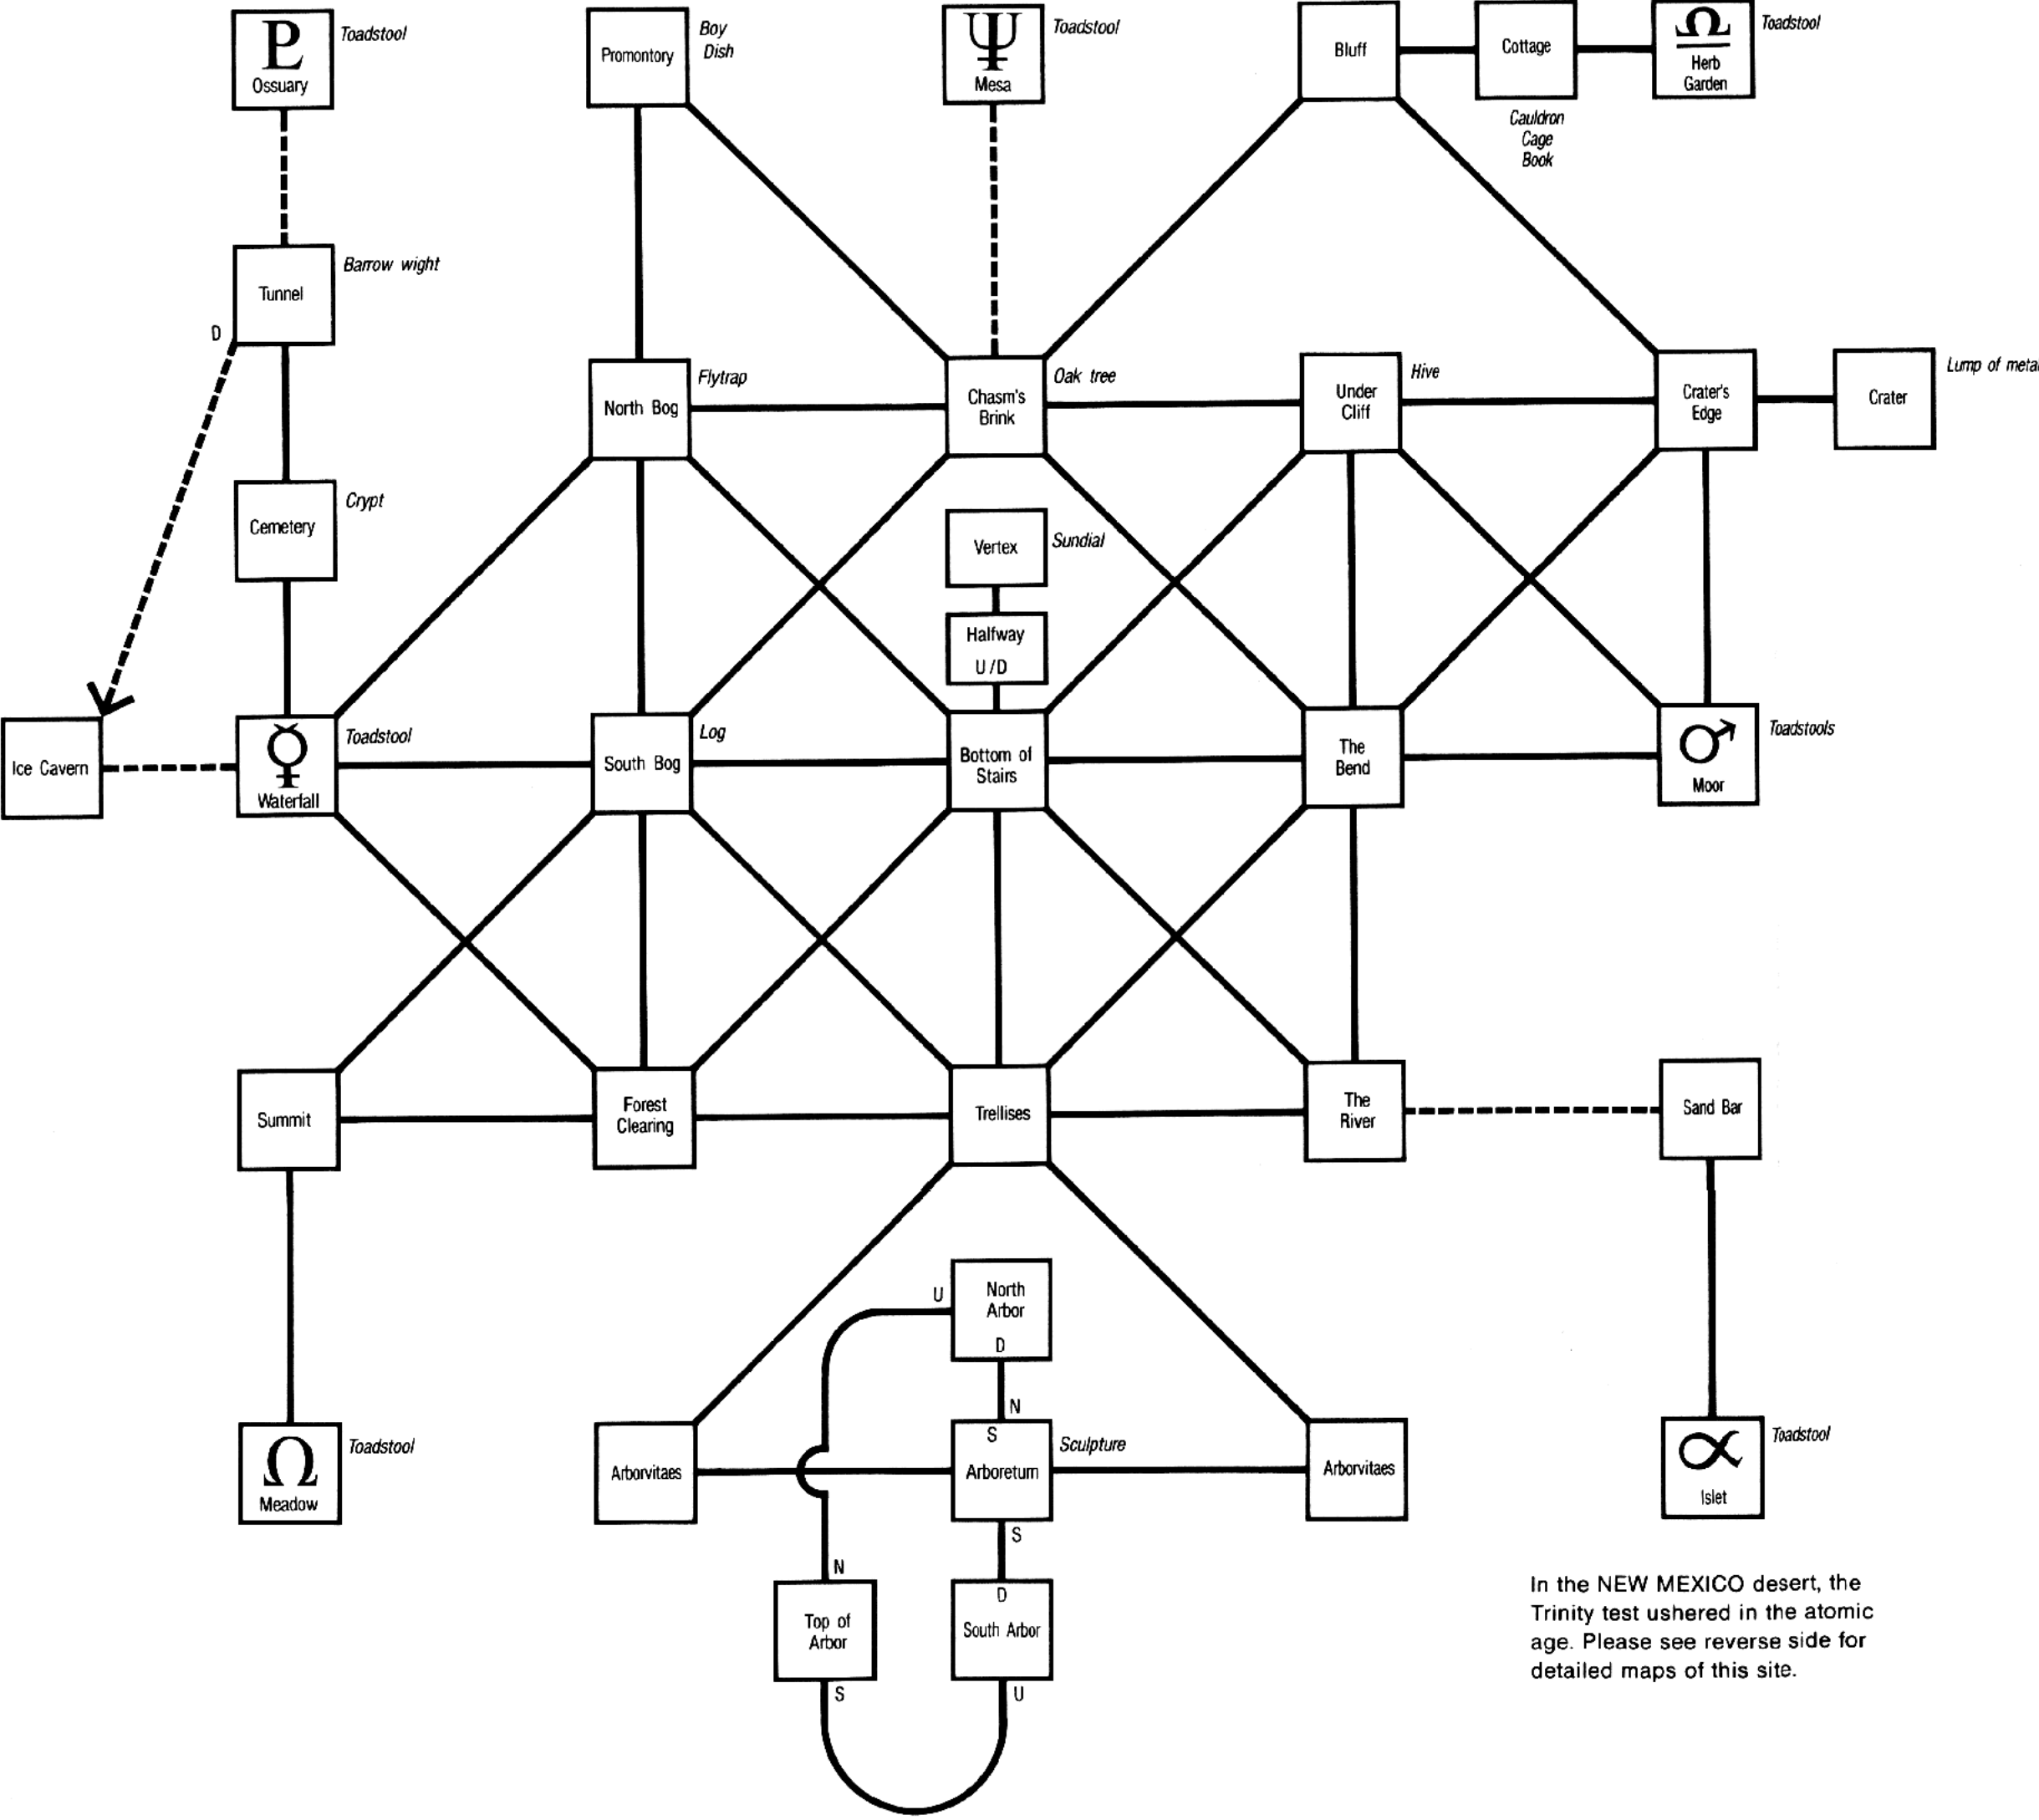 P
Ossuary
Toadstool
Promontory
Boy
Dish
Ψ
Mesa
Toadstool
Bluff
Cottage
Cauldron
Cage
Book
Herb
Garden
Toadstool
Tunnel
Barrow wight
D
North Bog
Flytrap
Chasm's
Brink
Oak tree
Under
Cliff
Hive
Crater's
Edge
Crater
Lump of meta
Cemetery
Crypt
Vertex
Sundial
Halfway
U/D
Ice Cavern
☿
Waterfall
Toadstool
South Bog
Log
Bottom of
Stairs
The
Bend
♂
Moor
Toadstools
Summit
Forest
Clearing
Trellises
The
River
Sand Bar
U
North
Arbor
D
N
Ω
Meadow
Toadstool
Arborvitaes
S
Arboretum
Sculpture
S
Arborvitaes
∝
Islet
Toadstool
N
Top of
Arbor
S
D
South Arbor
U
In the NEW MEXICO desert, the
Trinity test ushered in the atomic
age. Please see reverse side for
detailed maps of this site.